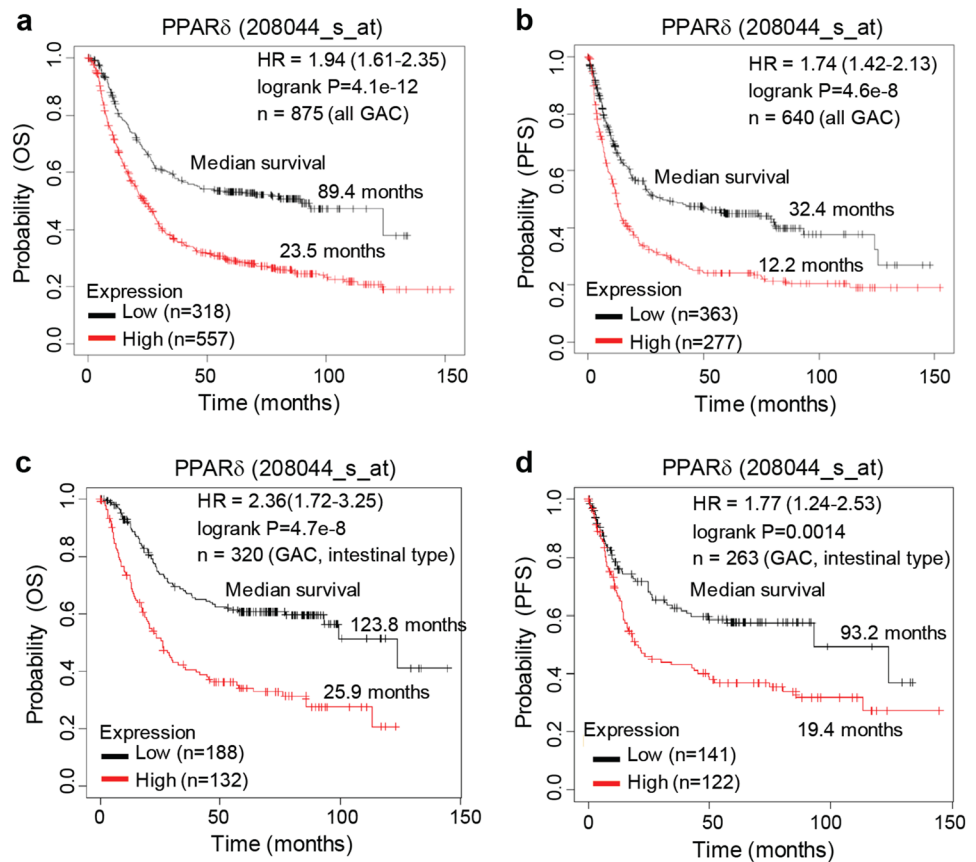 a
PPARδ (208044_s_at)
HR = 1.94 (1.61-2.35)
logrank P=4.1e-12
n = 875 (all GAC)
Median survival
89.4 months
23.5 months
Expression
Low (n=318)
High (n=557)
Probability (OS)
0.0 0.2 0.4 0.6 0.8 1.0
0 50 100 150
Time (months)
b
PPARδ (208044_s_at)
HR = 1.74 (1.42-2.13)
logrank P=4.6e-8
n = 640 (all GAC)
Median survival
32.4 months
12.2 months
Expression
Low (n=363)
High (n=277)
Probability (PFS)
0.0 0.2 0.4 0.6 0.8 1.0
0 50 100 150
Time (months)
c
PPARδ (208044_s_at)
HR = 2.36(1.72-3.25)
logrank P=4.7e-8
n = 320 (GAC, intestinal type)
Median survival
123.8 months
25.9 months
Expression
Low (n=188)
High (n=132)
Probability (OS)
0.0 0.2 0.4 0.6 0.8 1.0
0 50 100 150
Time (months)
d
PPARδ (208044_s_at)
HR = 1.77 (1.24-2.53)
logrank P=0.0014
n = 263 (GAC, intestinal type)
Median survival
93.2 months
19.4 months
Expression
Low (n=141)
High (n=122)
Probability (PFS)
0.0 0.2 0.4 0.6 0.8 1.0
0 50 100 150
Time (months)